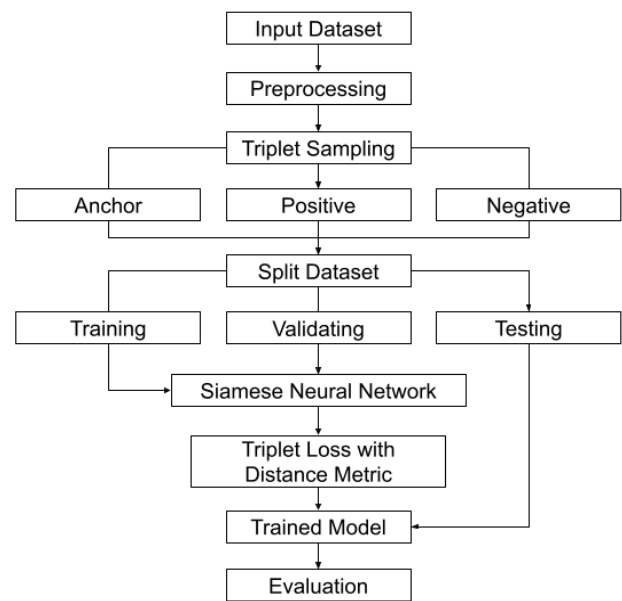 Input Dataset
Preprocessing
Triplet Sampling
Anchor
Positive
Negative
Split Dataset
Training
Validating
Testing
Siamese Neural Network
Triplet Loss with
Distance Metric
Trained Model
Evaluation